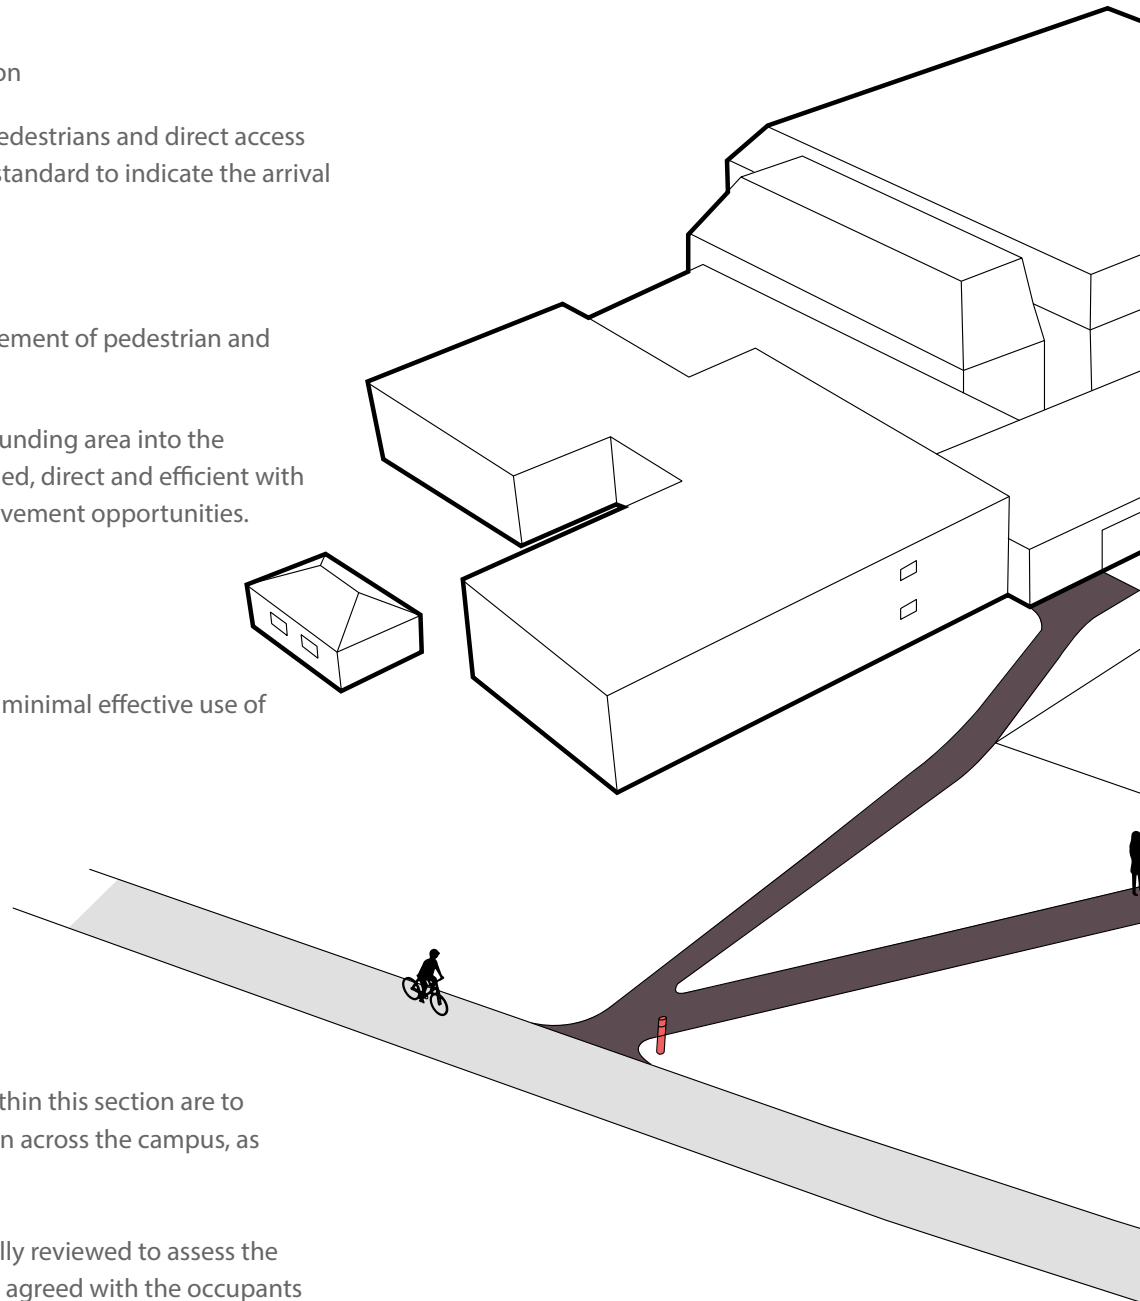 on
edestrians and direct access
standard to indicate the arrival
ement of pedestrian and
unding area into the
ed, direct and efficient with
vement opportunities.
minimal effective use of
thin this section are to
n across the campus, as
lly reviewed to assess the
agreed with the occupants